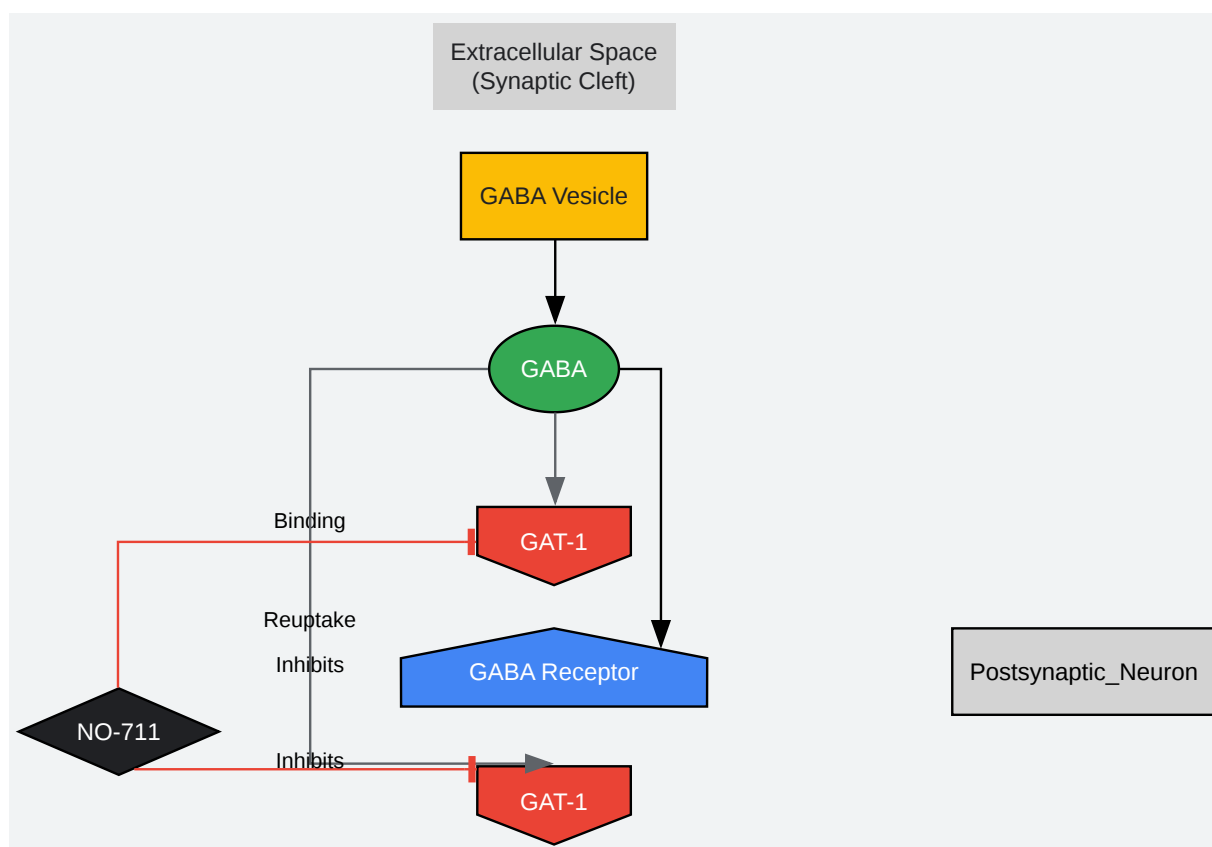 Extracellular Space
(Synaptic Cleft)
GABA Vesicle
GABA
Binding
GAT-1
Reuptake
Inhibits
GABA Receptor
Postsynaptic_Neuron
NO-711
Inhibits
GAT-1